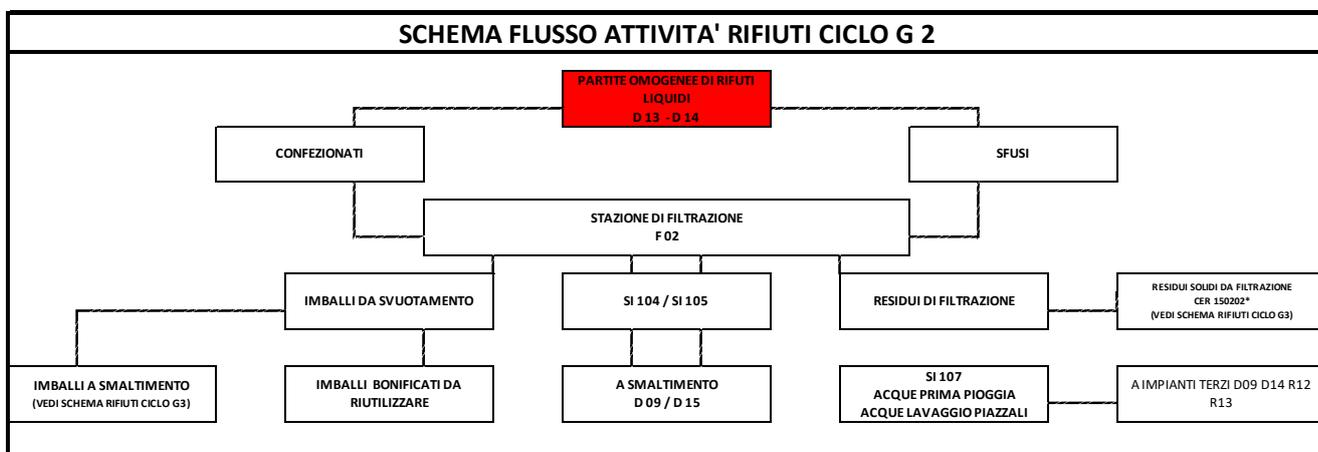 SCHEMA FLUSSO ATTIVITA' RIFIUTI CICLO G 2
PARTITE OMOGENEE DI RIFUTI
LIQUIDI
D 13 - D 14
CONFEZIONATI
SFUSI
STAZIONE DI FILTRAZIONE
F 02
IMBALLI DA SVUOTAMENTO
SI 104 / SI 105
RESIDUI DI FILTRAZIONE
RESIDUI SOLIDI DA FILTRAZIONE
CER 150202*
(VEDI SCHEMA RIFIUTI CICLO G3)
IMBALLI A SMALTIMENTO
(VEDI SCHEMA RIFIUTI CICLO G3)
IMBALLI BONIFICATI DA
RIUTILIZZARE
A SMALTIMENTO
D 09 / D 15
SI 107
ACQUE PRIMA PIOGGIA
ACQUE LAVAGGIO PIAZZALI
A IMPIANTI TERZI D09 D14 R12
R13